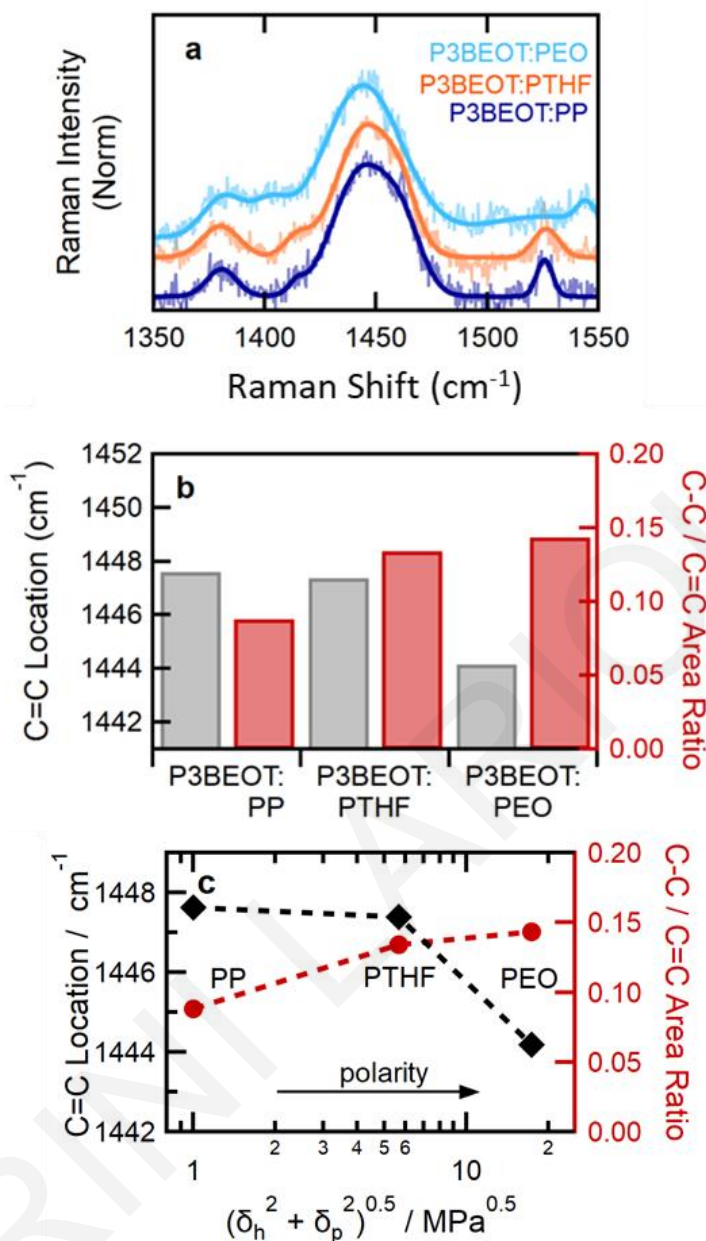 a
P3BEOT:PEO
P3BEOT:PTHF
P3BEOT:PP
Raman Intensity
(Norm)
1350 1400 1450 1500 1550
Raman Shift (cm-1)
b
C=C Location (cm-1)
1452
1450
1448
1446
1444
1442
0.20
0.15
0.10
0.05
0.00
C-C / C=C Area Ratio
P3BEOT: P3BEOT: P3BEOT:
PP PTHF PEO
c
C=C Location / cm-1
1448
1446
1444
1442
0.20
0.15
0.10
0.05
0.00
C-C / C=C Area Ratio
PP PTHF PEO
polarity
1 2 3 4 5 6 10 2
(δh2 + δp2)0.5 / MPa0.5
RINI LARIO